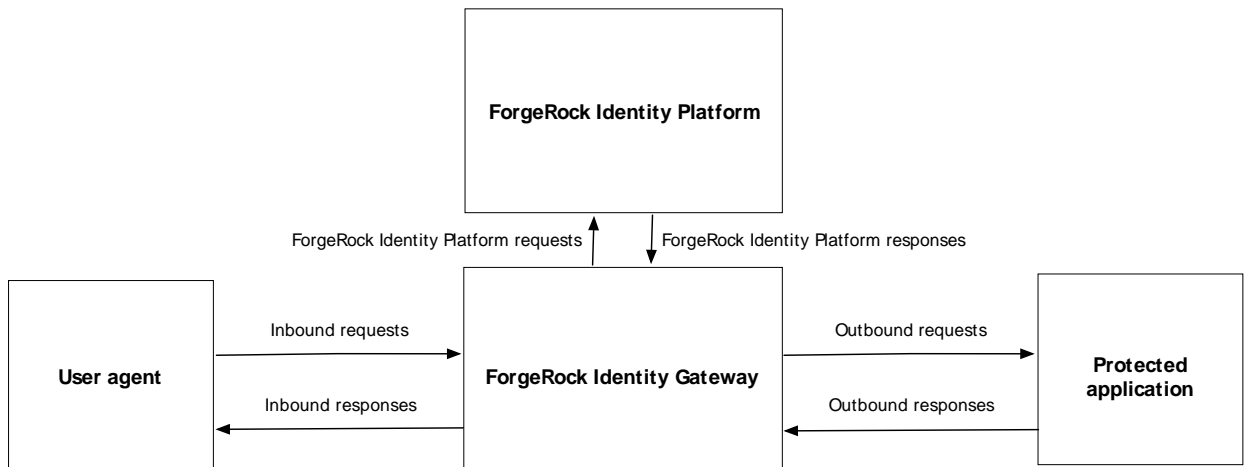 ForgeRock Identity Platform
ForgeRock Identity Platform requests
ForgeRock Identity Platform responses
User agent
Inbound requests
Inbound responses
ForgeRock Identity Gateway
Outbound requests
Outbound responses
Protected
application